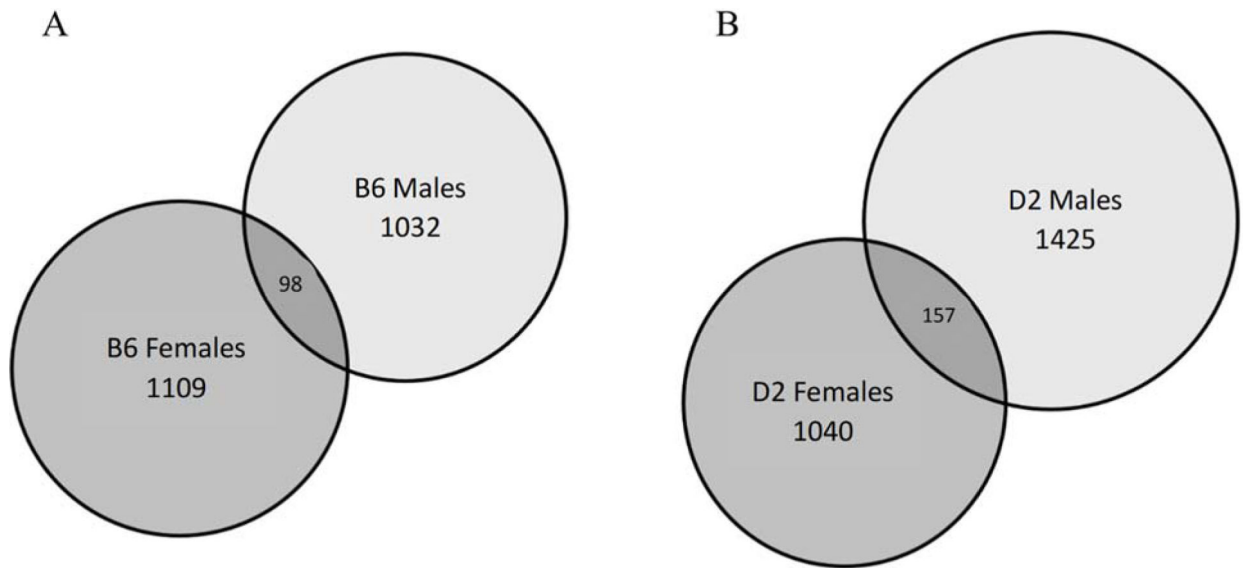 A
B6 Males
1032
98
B6 Females
1109
B
D2 Males
1425
157
D2 Females
1040